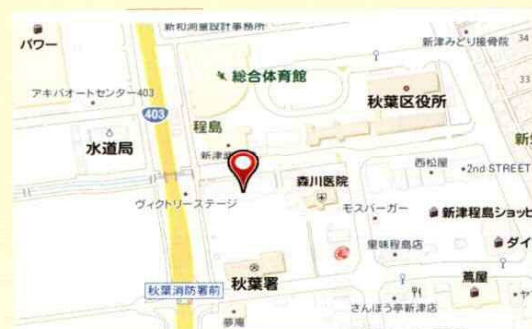 新和測量設計事務所
パワー
新津みどり接骨院
34
総合体育館
33
アキバオートセンター403
秋葉区役所
403
程島
水道局
新津
西松屋
2nd STREET
森川医院
ヴィクトリーステージ
モスバーガー
新津程島ショッピ
里味程島店
ダイ
秋葉消防署前
秋葉署
蔦屋
さんぽう亭新津店
夢庵